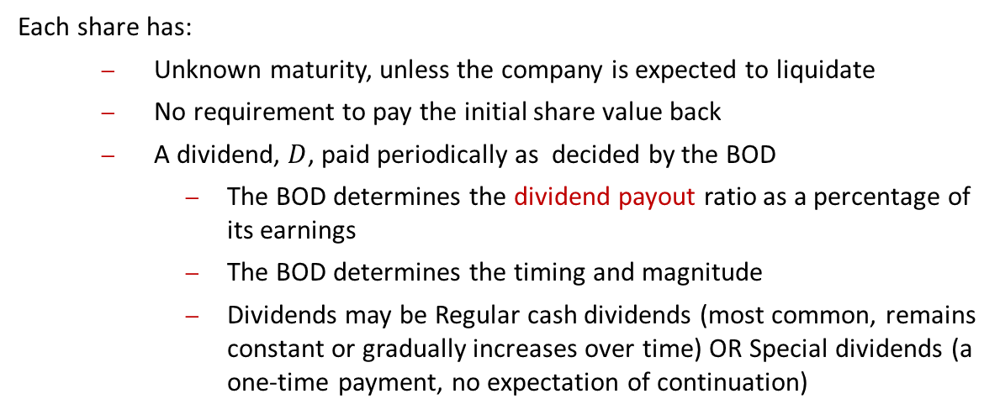 Each share has:
– Unknown maturity, unless the company is expected to liquidate
– No requirement to pay the initial share value back
– A dividend, D, paid periodically as decided by the BOD
– The BOD determines the dividend payout ratio as a percentage of
its earnings
– The BOD determines the timing and magnitude
– Dividends may be Regular cash dividends (most common, remains
constant or gradually increases over time) OR Special dividends (a
one-time payment, no expectation of continuation)